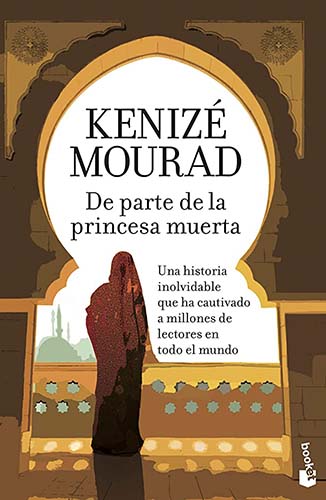 KENIZÉ
MOURAD
De parte de la
princesa muerta
Una historia
inolvidable
que ha cautivado
a millones de
lectores en
todo el mundo
booket